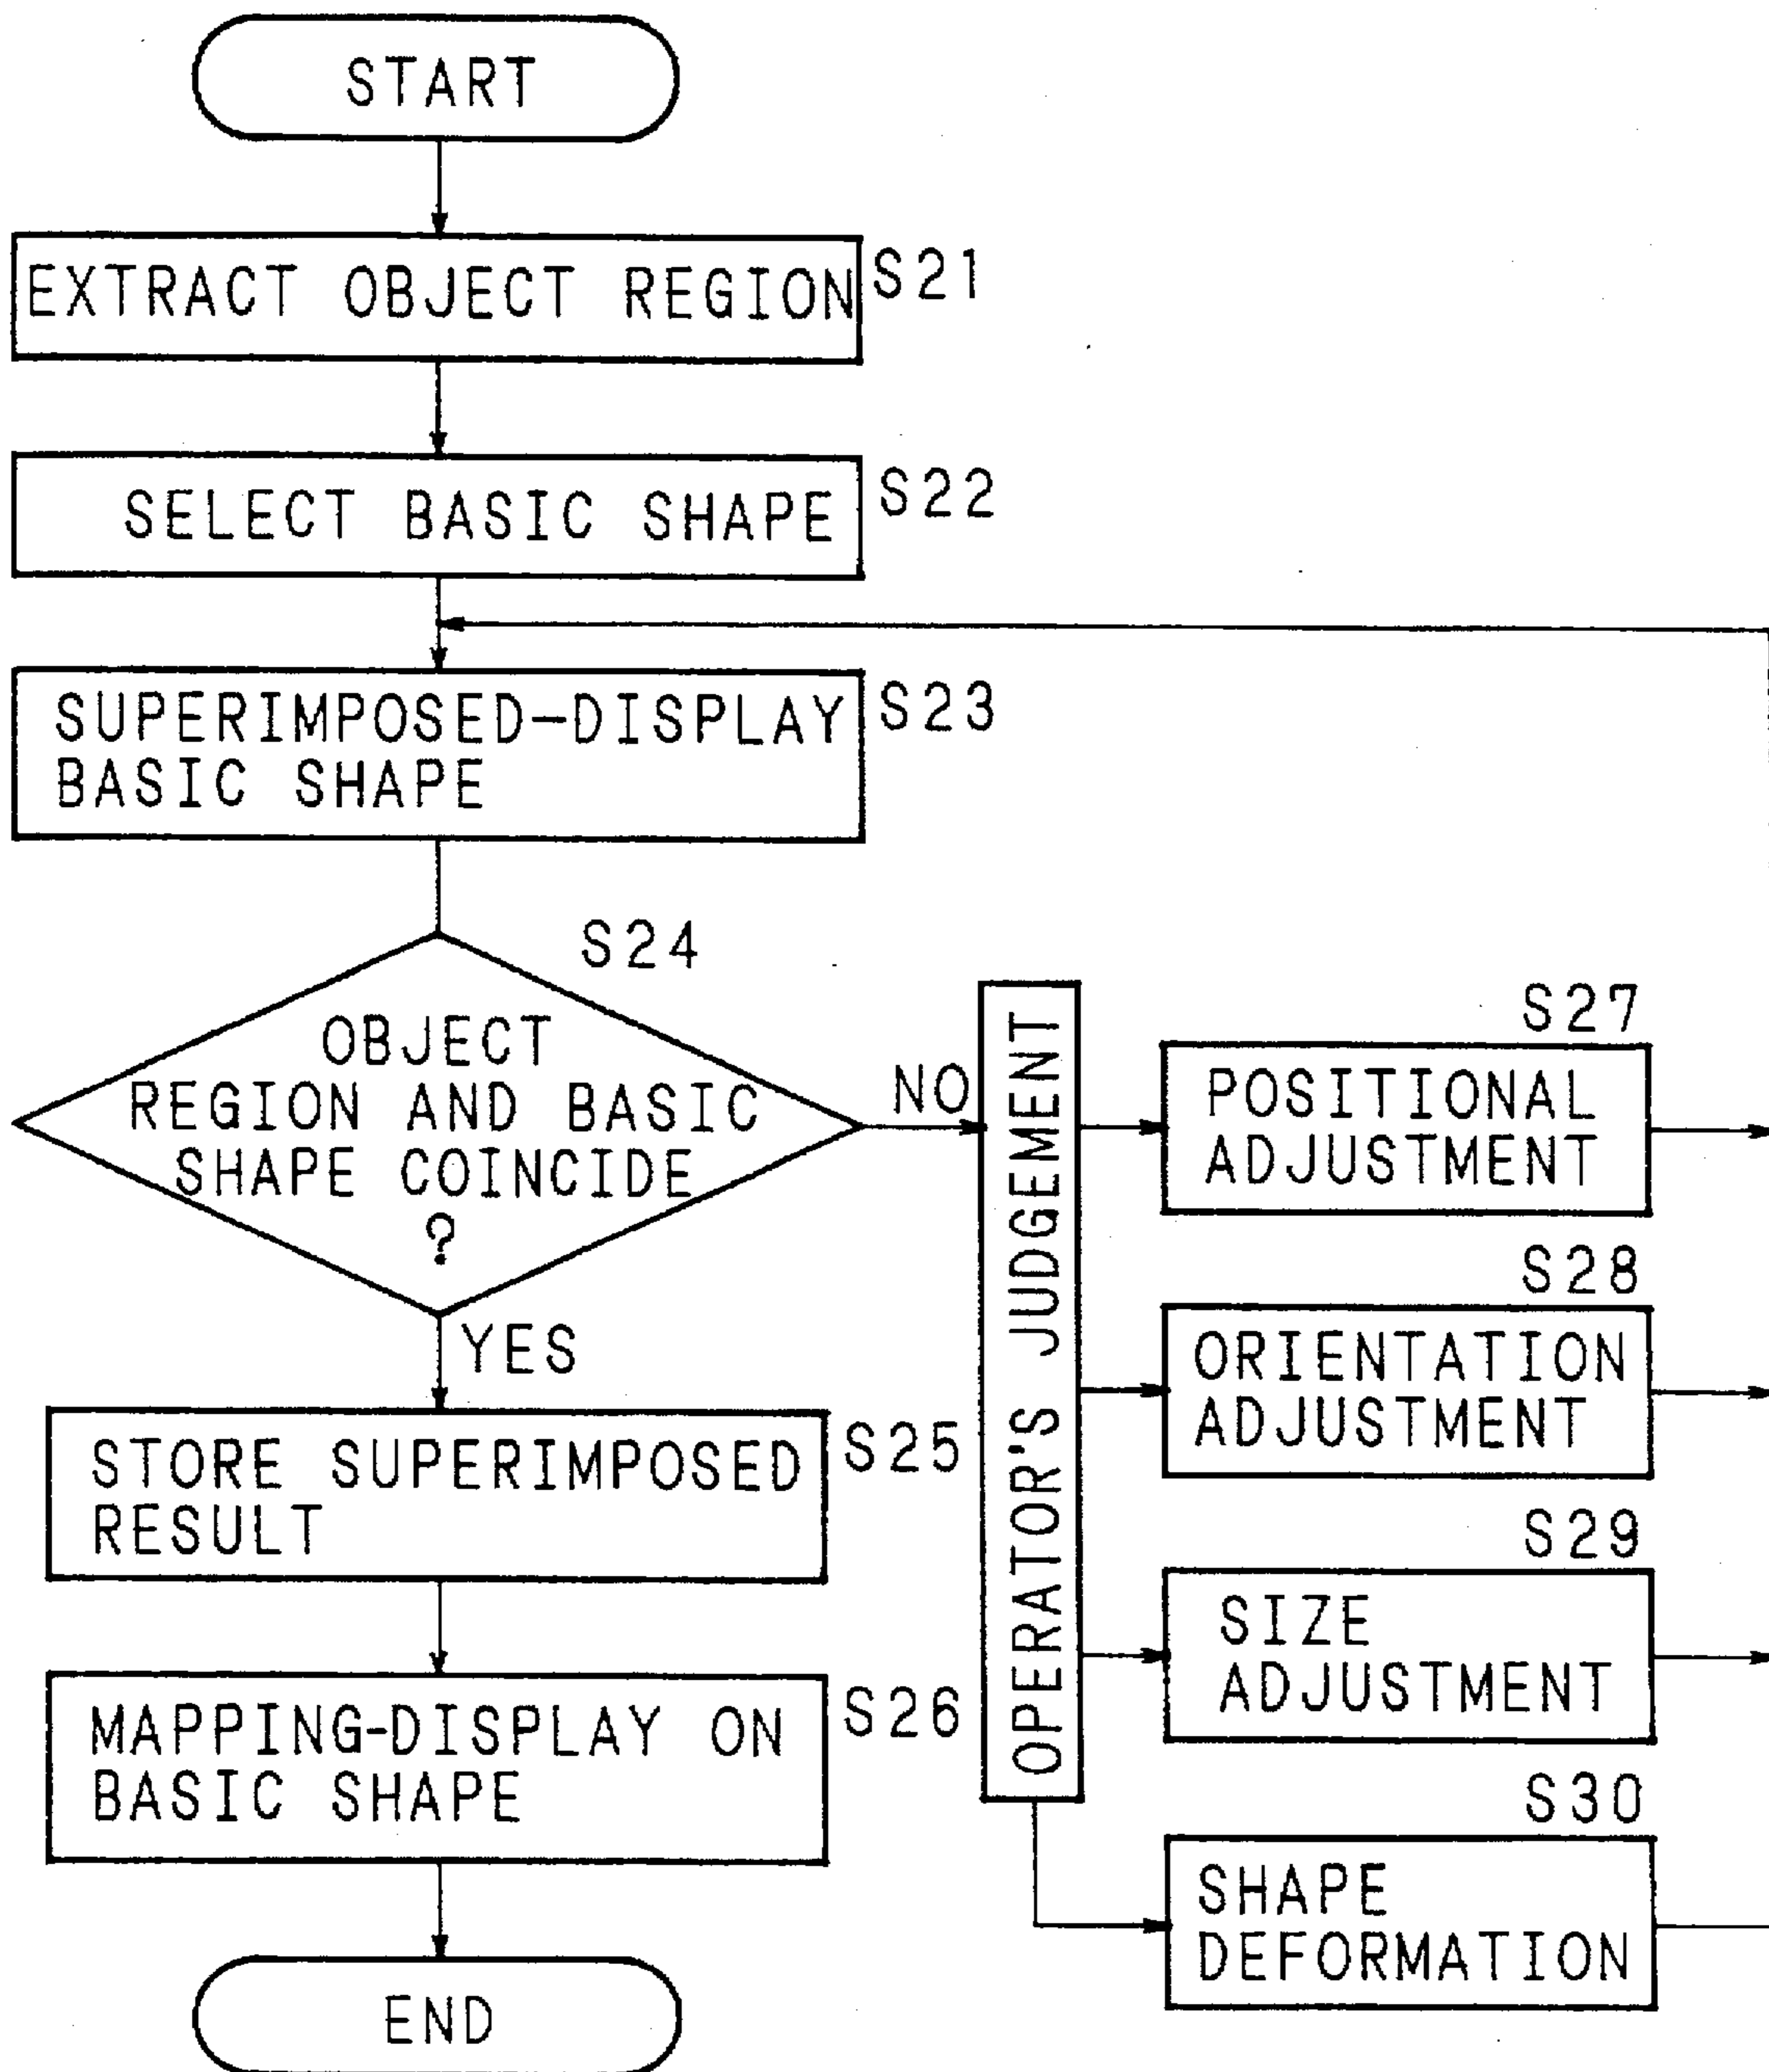 START
EXTRACT OBJECT REGION
S21
SELECT BASIC SHAPE
S22
SUPERIMPOSED-DISPLAY
BASIC SHAPE
S23
S24
OBJECT
REGION AND BASIC
SHAPE COINCIDE
?
NO
YES
STORE SUPERIMPOSED
RESULT
S25
MAPPING-DISPLAY ON
BASIC SHAPE
S26
END
OPERATOR'S JUDGEMENT
S27
POSITIONAL
ADJUSTMENT
S28
ORIENTATION
ADJUSTMENT
S29
SIZE
ADJUSTMENT
S30
SHAPE
DEFORMATION